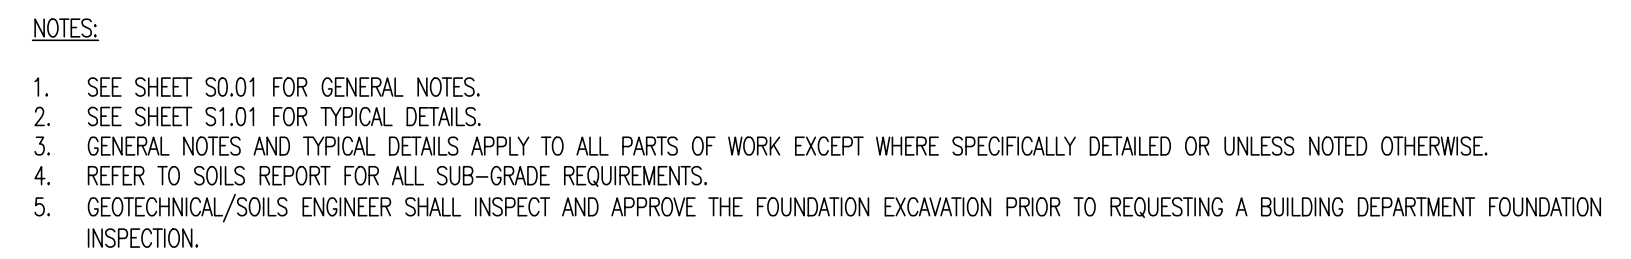 NOTES:
1. SEE SHEET S0.01 FOR GENERAL NOTES.
2. SEE SHEET S1.01 FOR TYPICAL DETAILS.
3. GENERAL NOTES AND TYPICAL DETAILS APPLY TO ALL PARTS OF WORK EXCEPT WHERE SPECIFICALLY DETAILED OR UNLESS NOTED OTHERWISE.
4. REFER TO SOILS REPORT FOR ALL SUB-GRADE REQUIREMENTS.
5. GEOTECHNICAL/SOILS ENGINEER SHALL INSPECT AND APPROVE THE FOUNDATION EXCAVATION PRIOR TO REQUESTING A BUILDING DEPARTMENT FOUNDATION
INSPECTION.